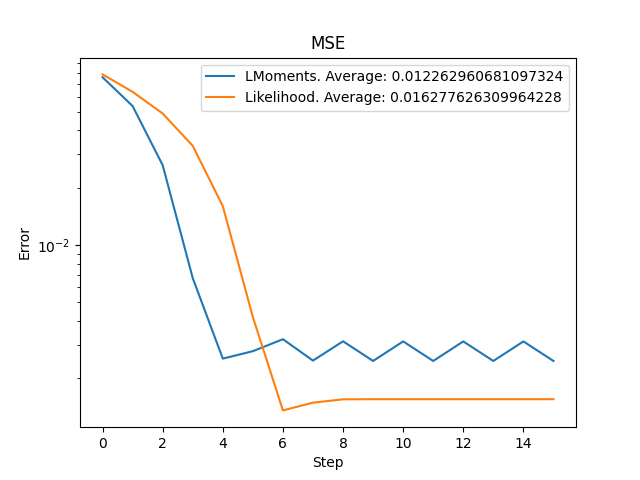 MSE
LMoments. Average: 0.012262960681097324
Likelihood. Average: 0.016277626309964228
Error
10⁻²
0 2 4 6 8 10 12 14
Step